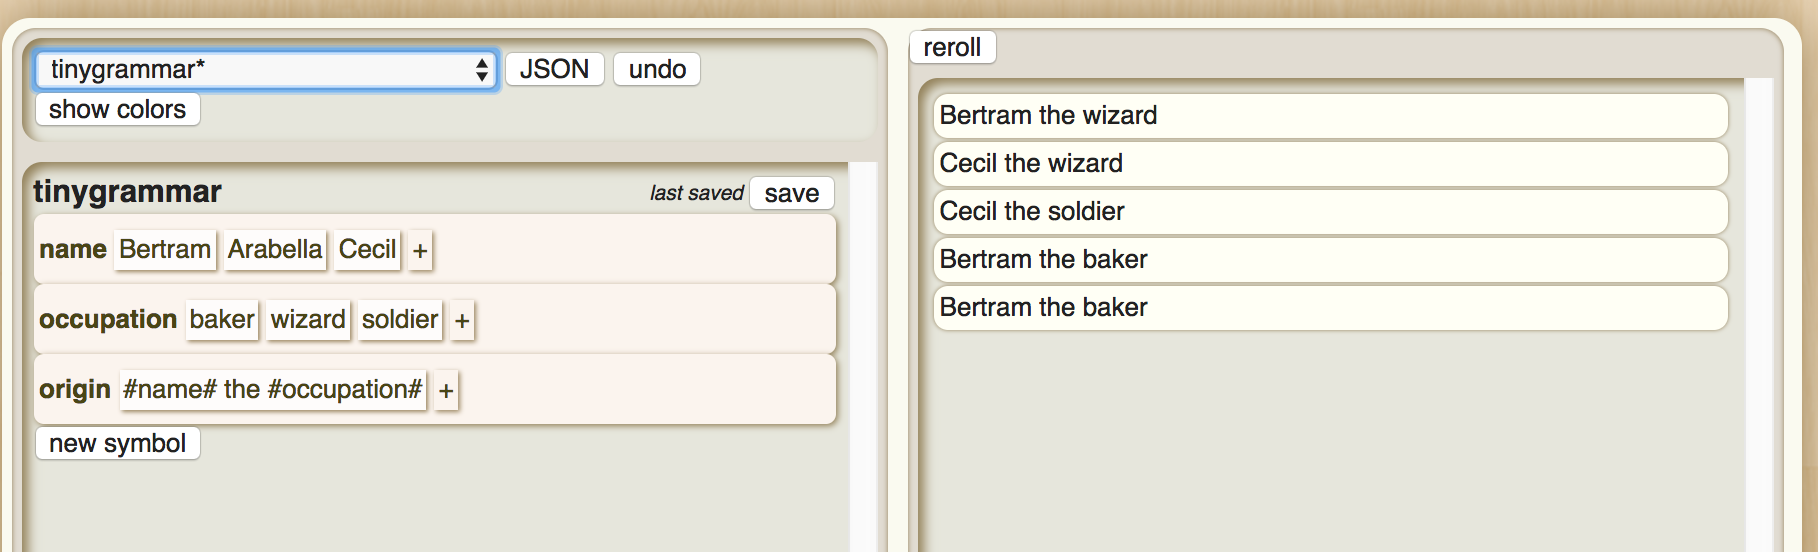 tinygrammar* JSON undo
show colors
tinygrammar last saved save
name Bertram Arabella Cecil +
occupation baker wizard soldier +
origin #name# the #occupation# +
new symbol
reroll
Bertram the wizard
Cecil the wizard
Cecil the soldier
Bertram the baker
Bertram the baker